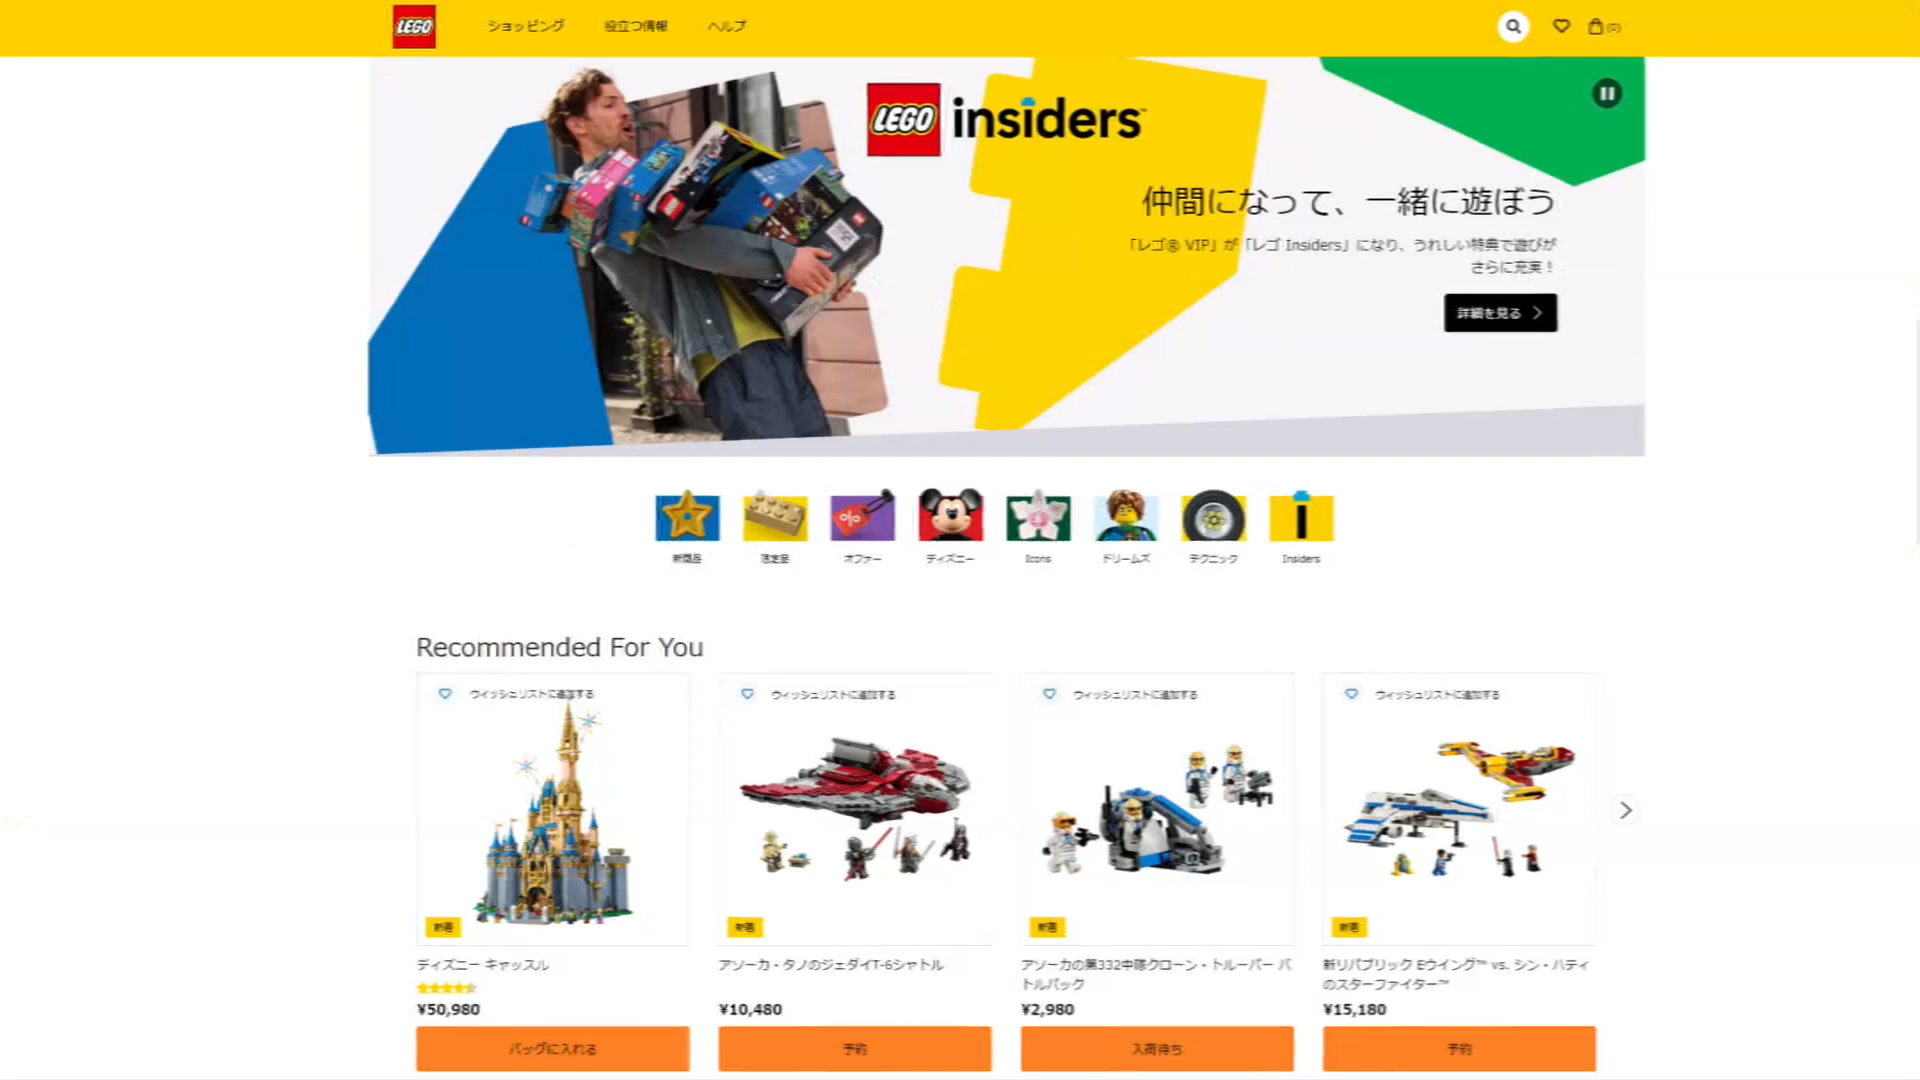 LEGO
ショッピング 役立つ情報 ヘルプ
(0)
LEGO insiders™
仲間になって、一緒に遊ぼう
「レゴ® VIP」が「レゴ Insiders」になり、うれしい特典で遊びが
さらに充実！
詳細を見る
新商品 限定品 オファー ディズニー Icons ドリームズ テクニック Insiders
Recommended For You
ウィッシュリストに追加する
ウィッシュリストに追加する
ウィッシュリストに追加する
ウィッシュリストに追加する
新着
新着
新着
新着
ディズニー キャッスル
¥50,980
バッグに入れる
アソーカ・タノのジェダイT-6シャトル
¥10,480
予約
アソーカの第332中隊クローン・トルーパー バ
トルパック
¥2,980
入荷待ち
新リパブリック Eウイング™ vs. シン・ハティ
のスターファイター™
¥15,180
予約